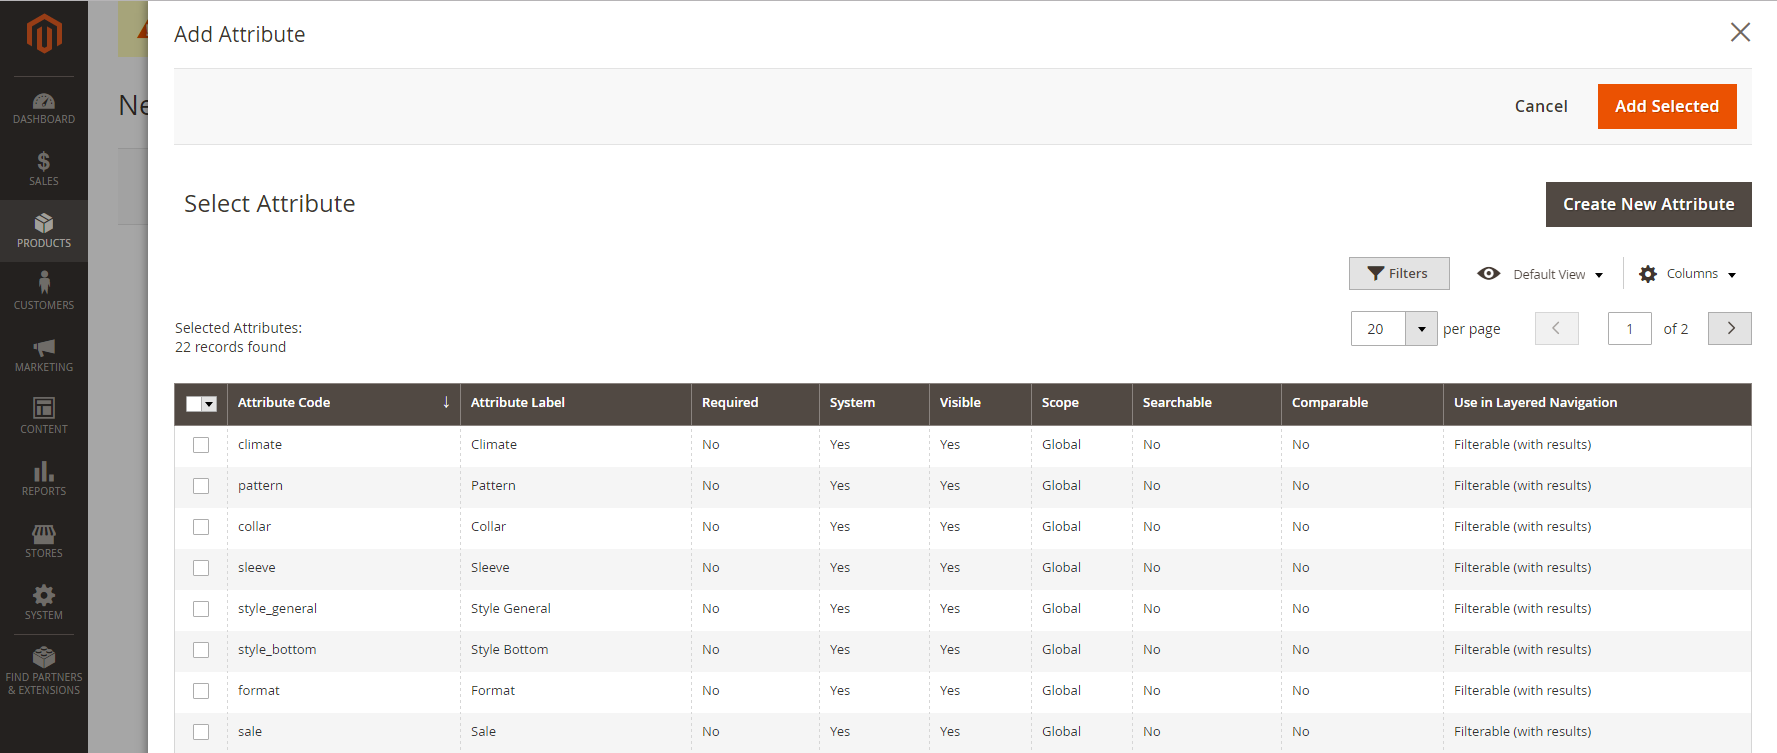 Add Attribute
Ne
Cancel
Add Selected
DASHBOARD
SALES
PRODUCTS
CUSTOMERS
MARKETING
CONTENT
REPORTS
STORES
SYSTEM
FIND PARTNERS
& EXTENSIONS
Select Attribute
Create New Attribute
Filters
Default View
Columns
Selected Attributes:
22 records found
20 per page 1 of 2
Attribute Code Attribute Label Required System Visible Scope Searchable Comparable Use in Layered Navigation
climate Climate No Yes Yes Global No No Filterable (with results)
pattern Pattern No Yes Yes Global No No Filterable (with results)
collar Collar No Yes Yes Global No No Filterable (with results)
sleeve Sleeve No Yes Yes Global No No Filterable (with results)
style_general Style General No Yes Yes Global No No Filterable (with results)
style_bottom Style Bottom No Yes Yes Global No No Filterable (with results)
format Format No Yes Yes Global No No Filterable (with results)
sale Sale No Yes Yes Global No No Filterable (with results)